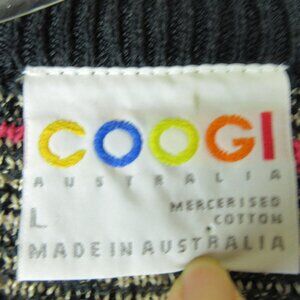 COOGI
AUSTRALIA
L MERCERISED
COTTON
MADE IN AUSTRALIA